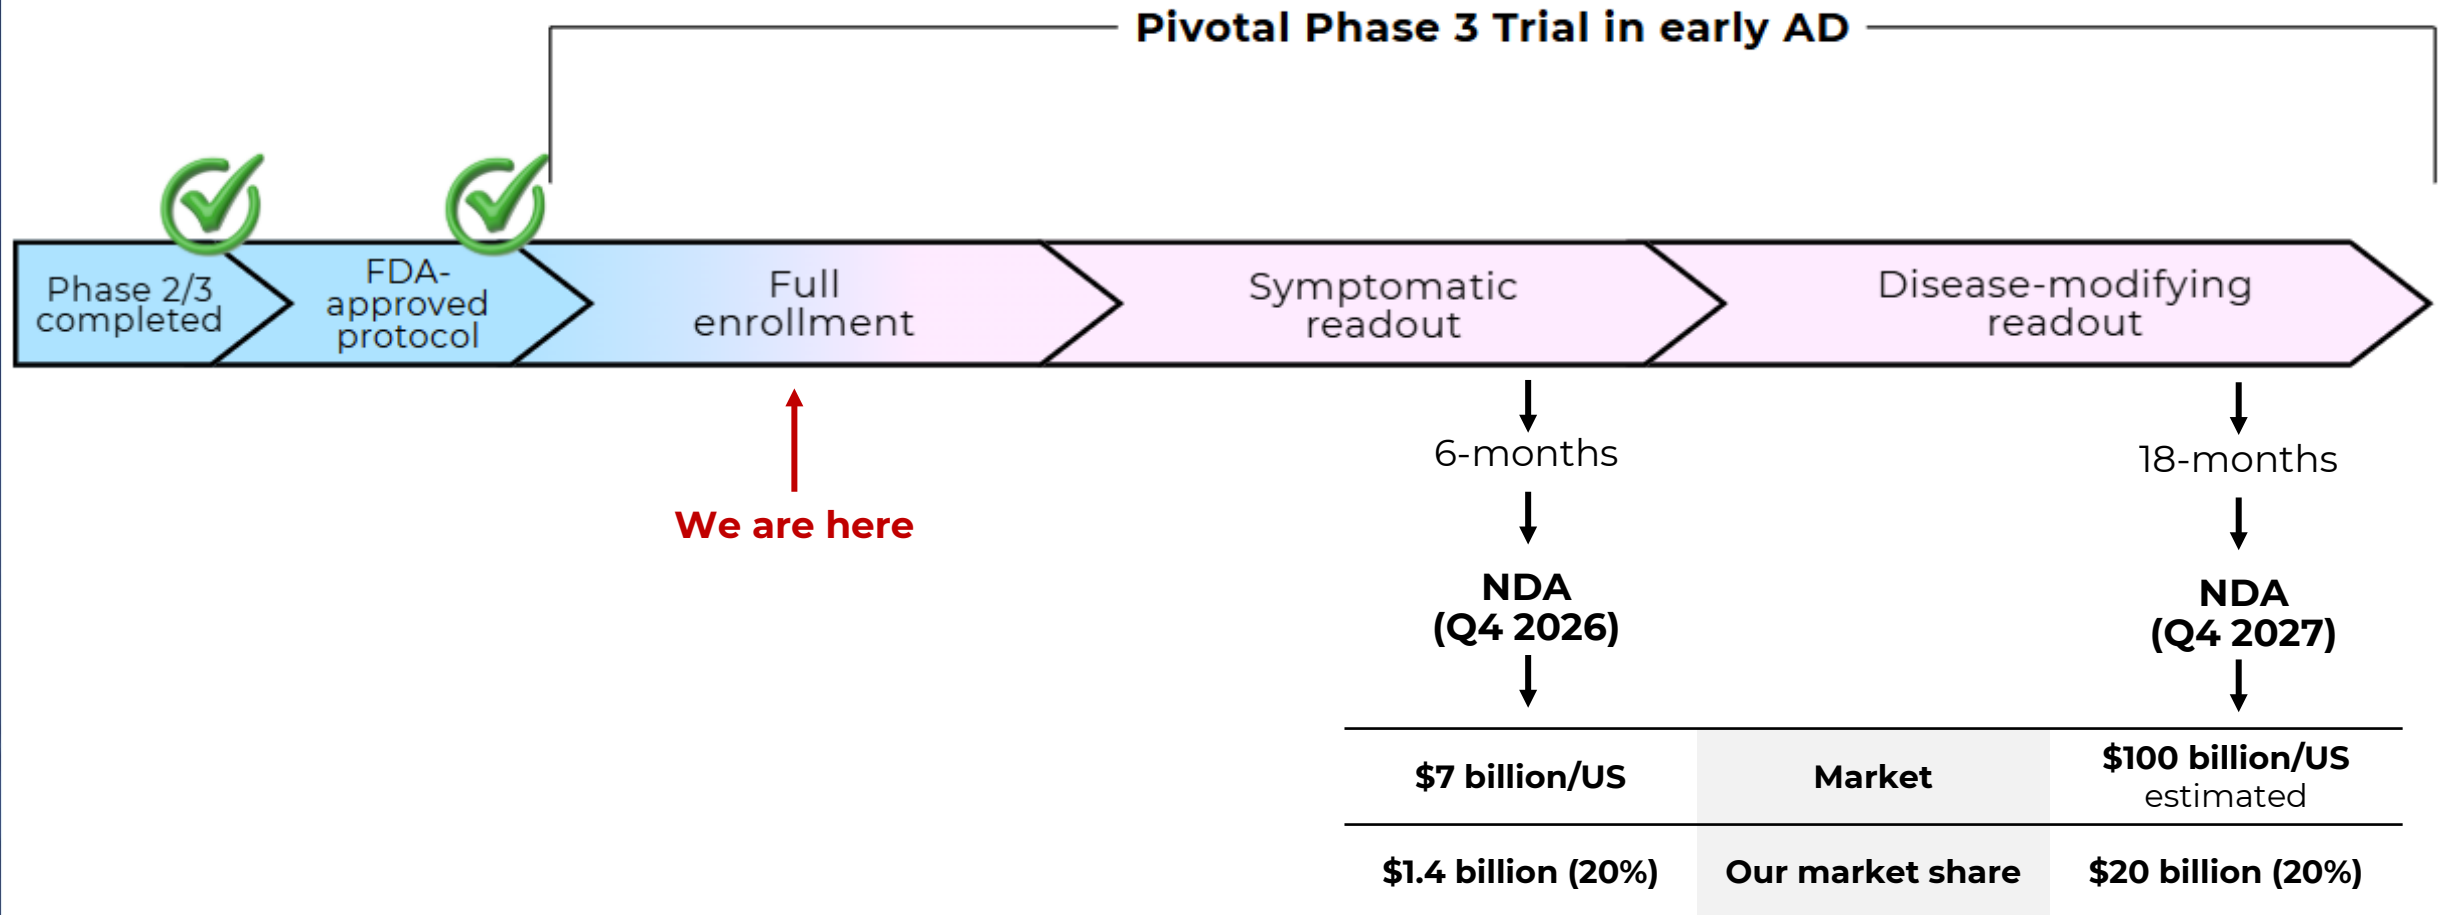 Pivotal Phase 3 Trial in early AD
Phase 2/3
completed
FDA-
approved
protocol
Full
enrollment
Symptomatic
readout
Disease-modifying
readout
We are here
6-months
NDA
(Q4 2026)
18-months
NDA
(Q4 2027)
$7 billion/US
Market
$100 billion/US
estimated
$1.4 billion (20%)
Our market share
$20 billion (20%)